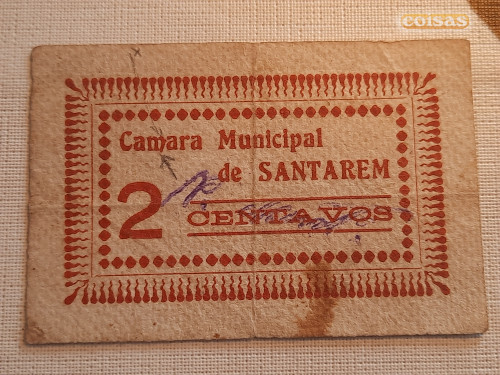 coisas
Camara Municipal
de SANTAREM
2 CENTAVOS